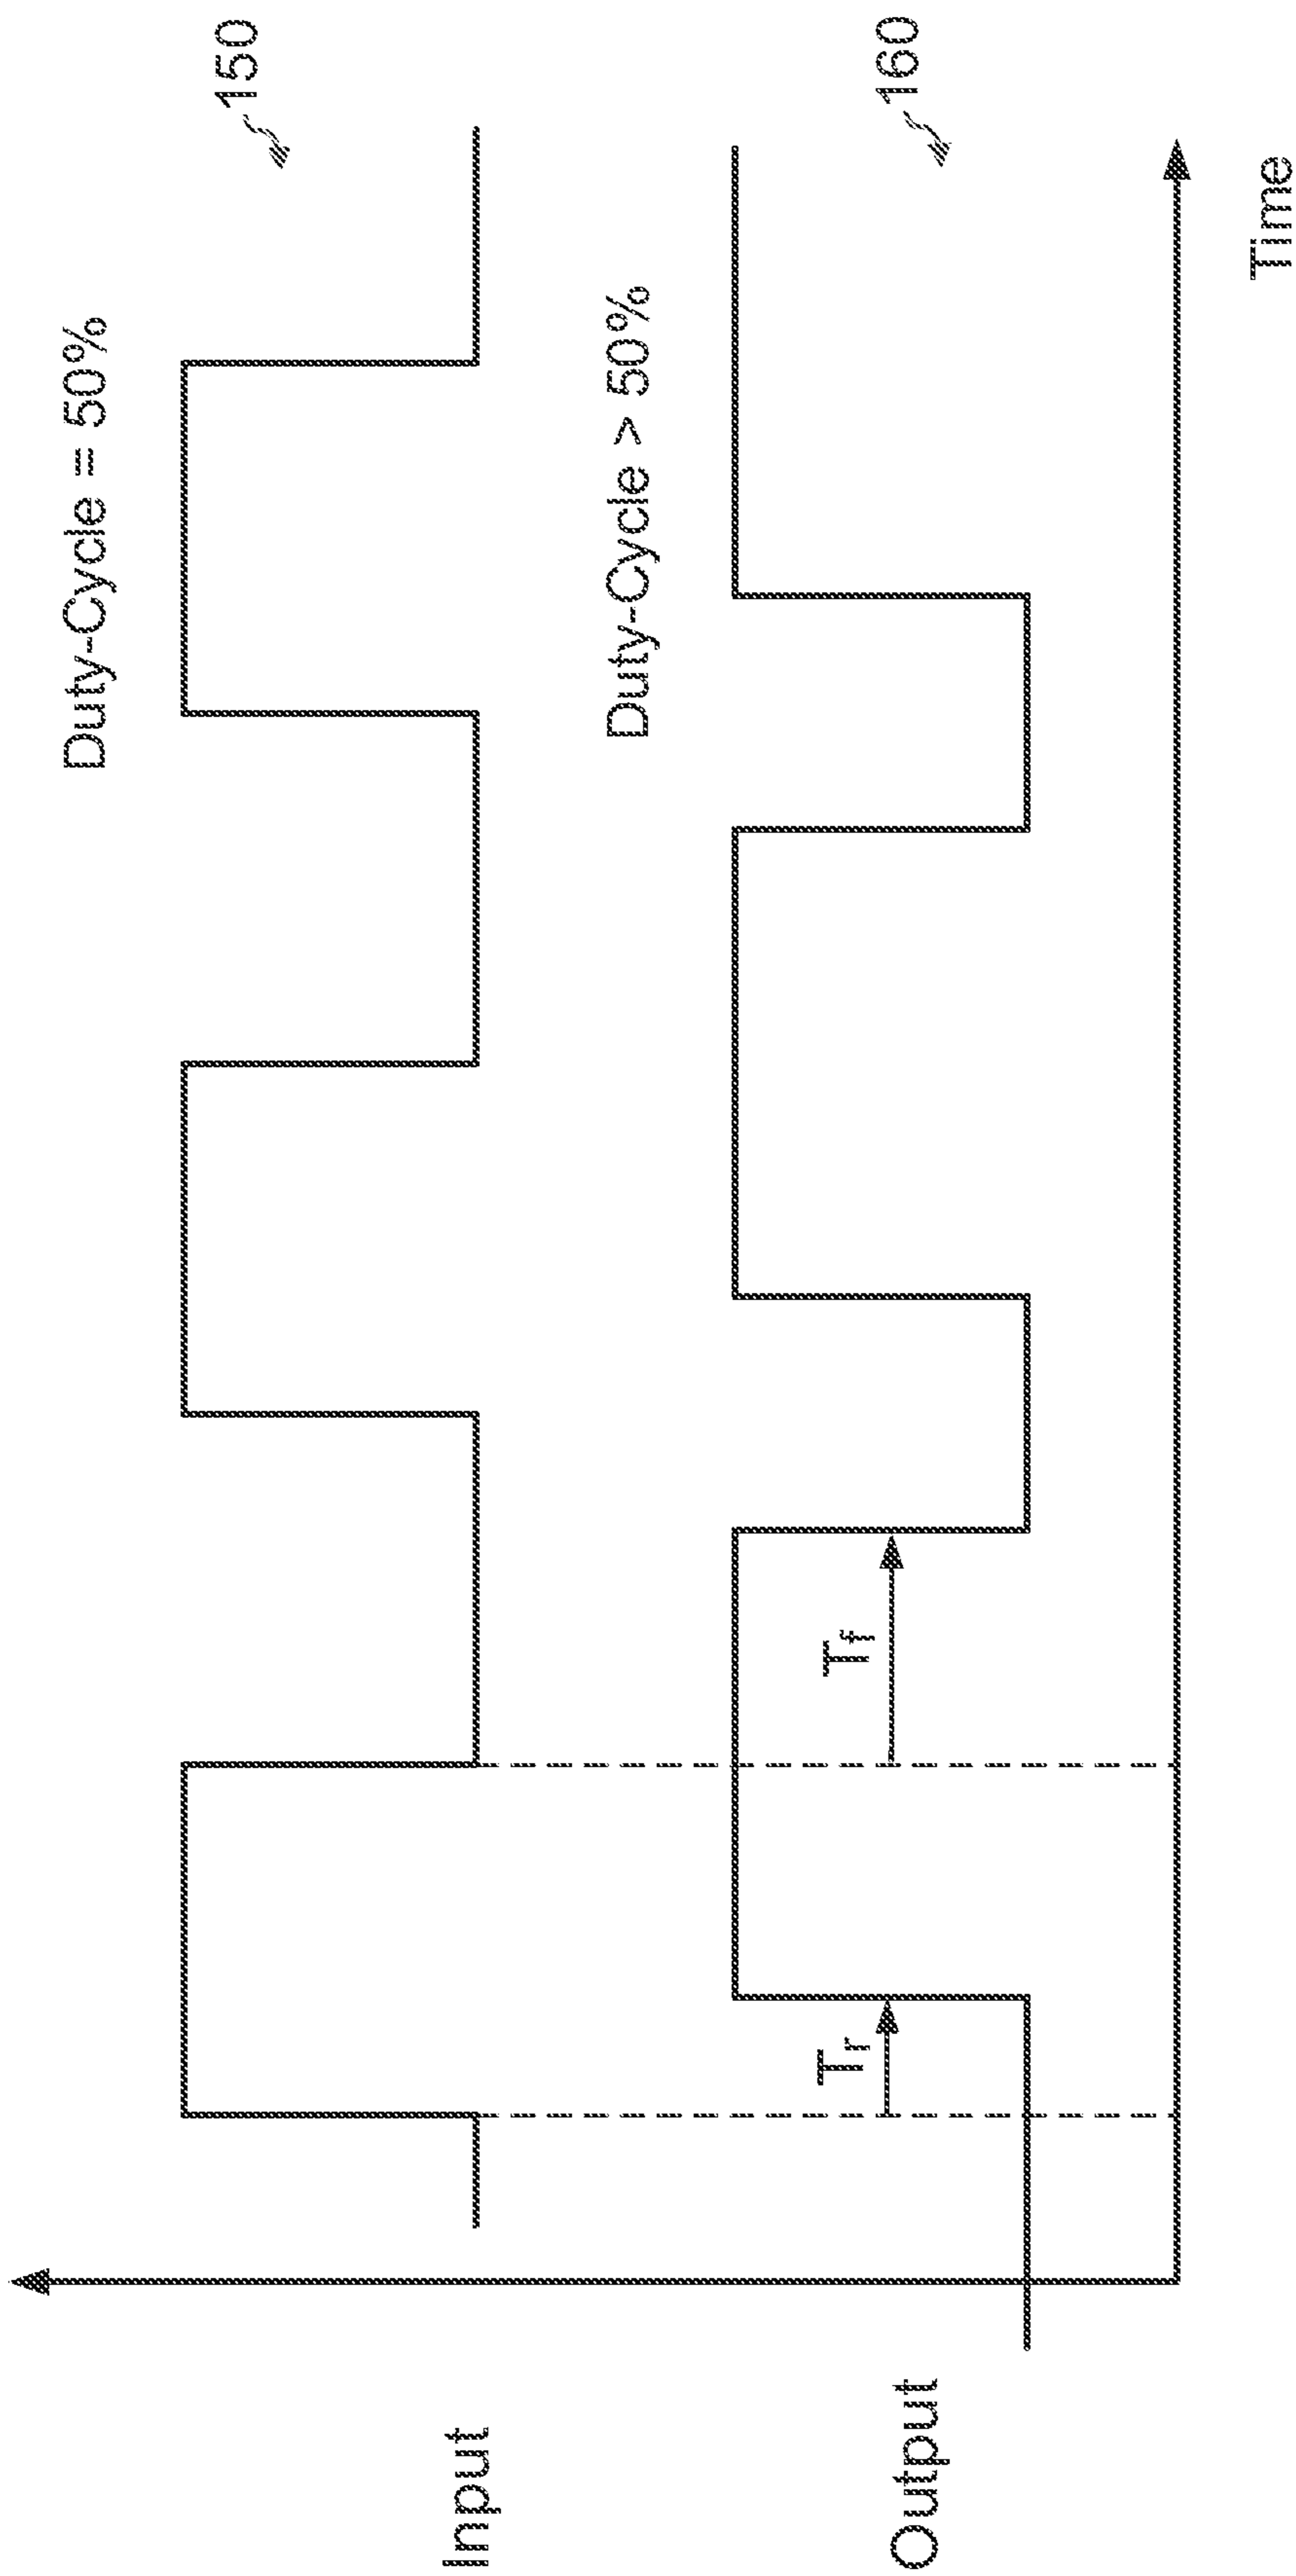 150
Duty-Cycle = 50%
Input
Duty-Cycle > 50%
160
Tr
Tf
Output
Time